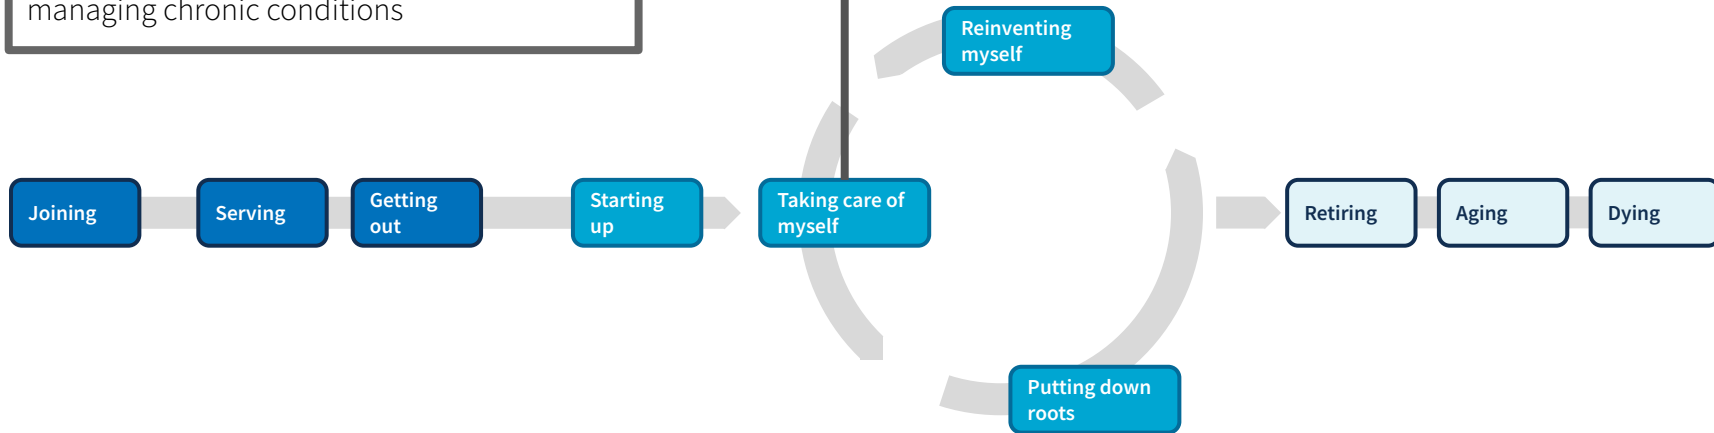 managing chronic conditions
Reinventing
myself
Joining
Serving
Getting
out
Starting
up
Taking care of
myself
Retiring
Aging
Dying
Putting down
roots